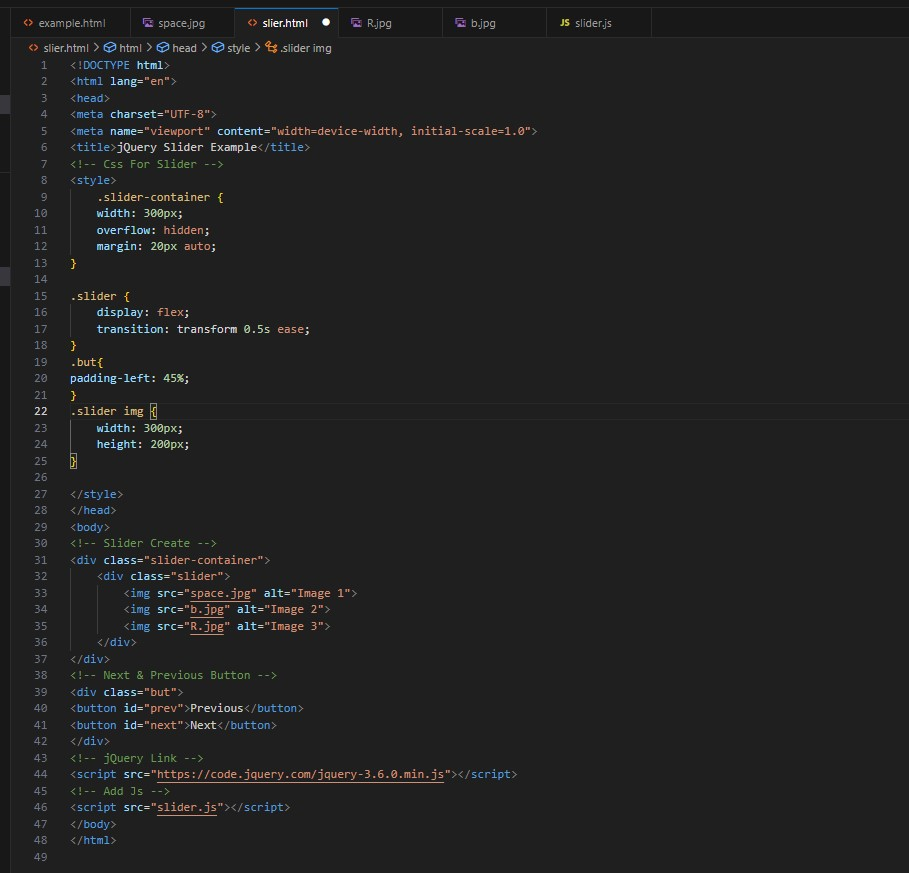 example.html space.jpg slier.html R.jpg b.jpg JS slider.js
slier.html > html > head > style > .slider img
1 <!DOCTYPE html>
2 <html lang="en">
3 <head>
4 <meta charset="UTF-8">
5 <meta name="viewport" content="width=device-width, initial-scale=1.0">
6 <title>jQuery Slider Example</title>
7 <!-- Css For Slider -->
8 <style>
9     .slider-container {
10     width: 300px;
11     overflow: hidden;
12     margin: 20px auto;
13 }
14
15 .slider {
16     display: flex;
17     transition: transform 0.5s ease;
18 }
19 .but{
20 padding-left: 45%;
21 }
22 .slider img {
23     width: 300px;
24     height: 200px;
25 }
26
27 </style>
28 </head>
29 <body>
30 <!-- Slider Create -->
31 <div class="slider-container">
32     <div class="slider">
33         <img src="space.jpg" alt="Image 1">
34         <img src="b.jpg" alt="Image 2">
35         <img src="R.jpg" alt="Image 3">
36     </div>
37 </div>
38 <!-- Next & Previous Button -->
39 <div class="but">
40 <button id="prev">Previous</button>
41 <button id="next">Next</button>
42 </div>
43 <!-- jQuery Link -->
44 <script src="https://code.jquery.com/jquery-3.6.0.min.js"></script>
45 <!-- Add Js -->
46 <script src="slider.js"></script>
47 </body>
48 </html>
49